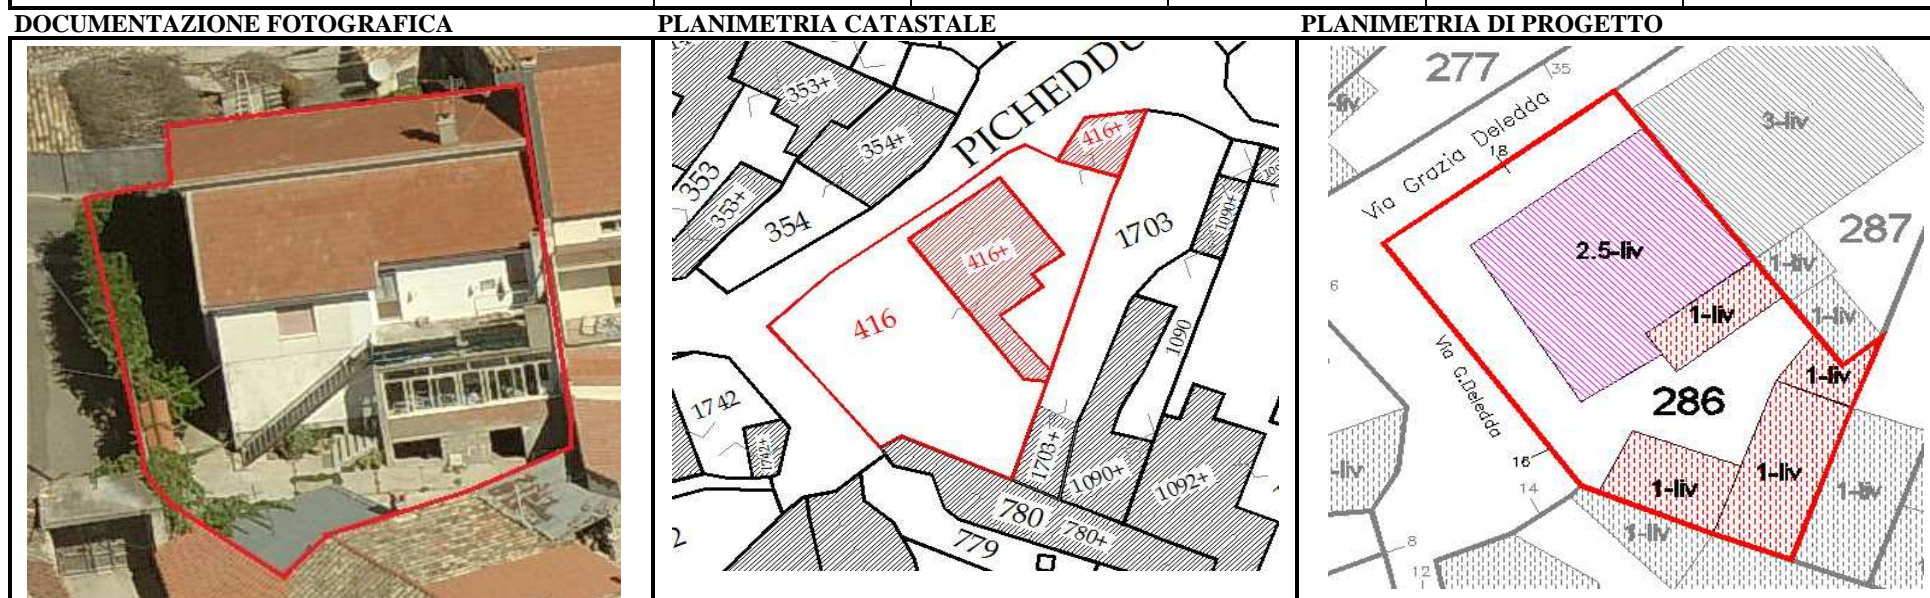 DOCUMENTAZIONE FOTOGRAFICA
PLANIMETRIA CATASTALE
PLANIMETRIA DI PROGETTO
PICHEDDU
353+
354+
353
353+
354
416+
416+
416
1703
1090+
1090
1742
1742+
1703+
1090+
1092+
780
780+
779
2
277
35
Via Grazia Deledda
18
3-liv
287
2.5-liv
1-liv
1-liv
1-liv
6
Via G.Deledda
1-liv
286
16
14
1-liv
1-liv
1-liv
1-liv
-liv
8
12